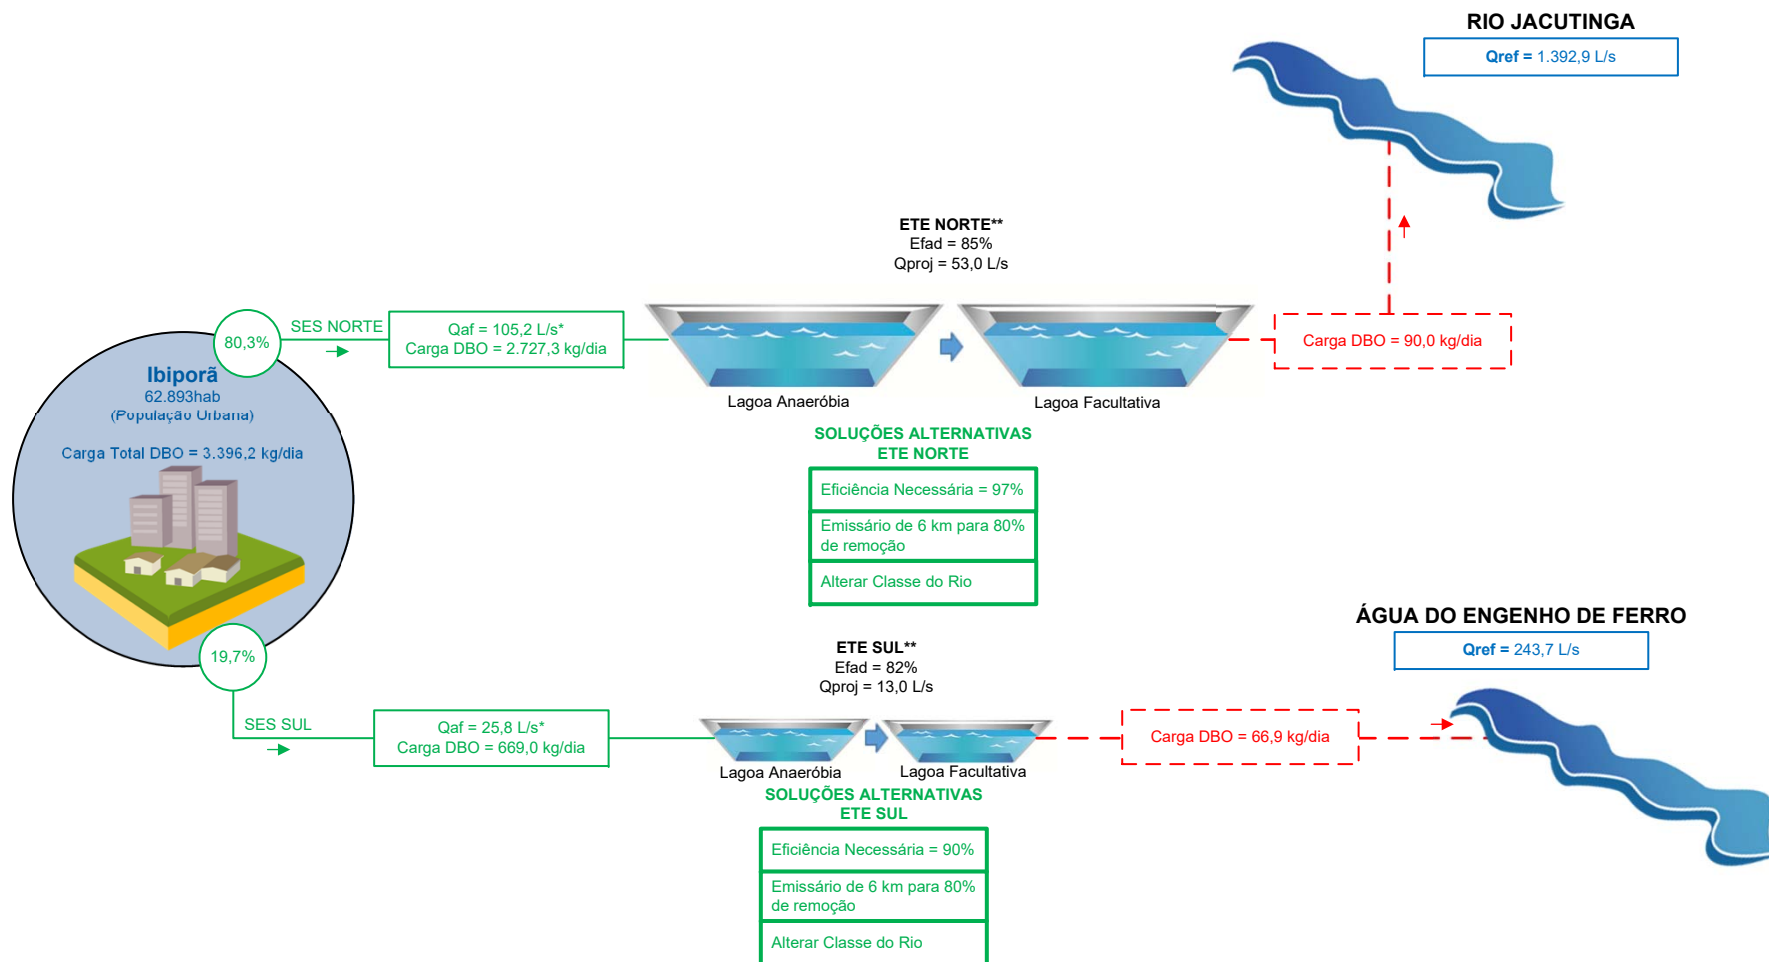 RIO JACUTINGA
Qref = 1.392,9 L/s
ETE NORTE**
Efad = 85%
Qproj = 53,0 L/s
80,3%
SES NORTE
Qaf = 105,2 L/s*
Carga DBO = 2.727,3 kg/dia
Carga DBO = 90,0 kg/dia
Ibiporã
62.893hab
(População Urbana)
Carga Total DBO = 3.396,2 kg/dia
Lagoa Anaeróbia
Lagoa Facultativa
SOLUÇÕES ALTERNATIVAS
ETE NORTE
Eficiência Necessária = 97%
Emissário de 6 km para 80%
de remoção
Alterar Classe do Rio
ÁGUA DO ENGENHO DE FERRO
Qref = 243,7 L/s
ETE SUL**
Efad = 82%
Qproj = 13,0 L/s
19,7%
SES SUL
Qaf = 25,8 L/s*
Carga DBO = 669,0 kg/dia
Carga DBO = 66,9 kg/dia
Lagoa Anaeróbia
Lagoa Facultativa
SOLUÇÕES ALTERNATIVAS
ETE SUL
Eficiência Necessária = 90%
Emissário de 6 km para 80%
de remoção
Alterar Classe do Rio